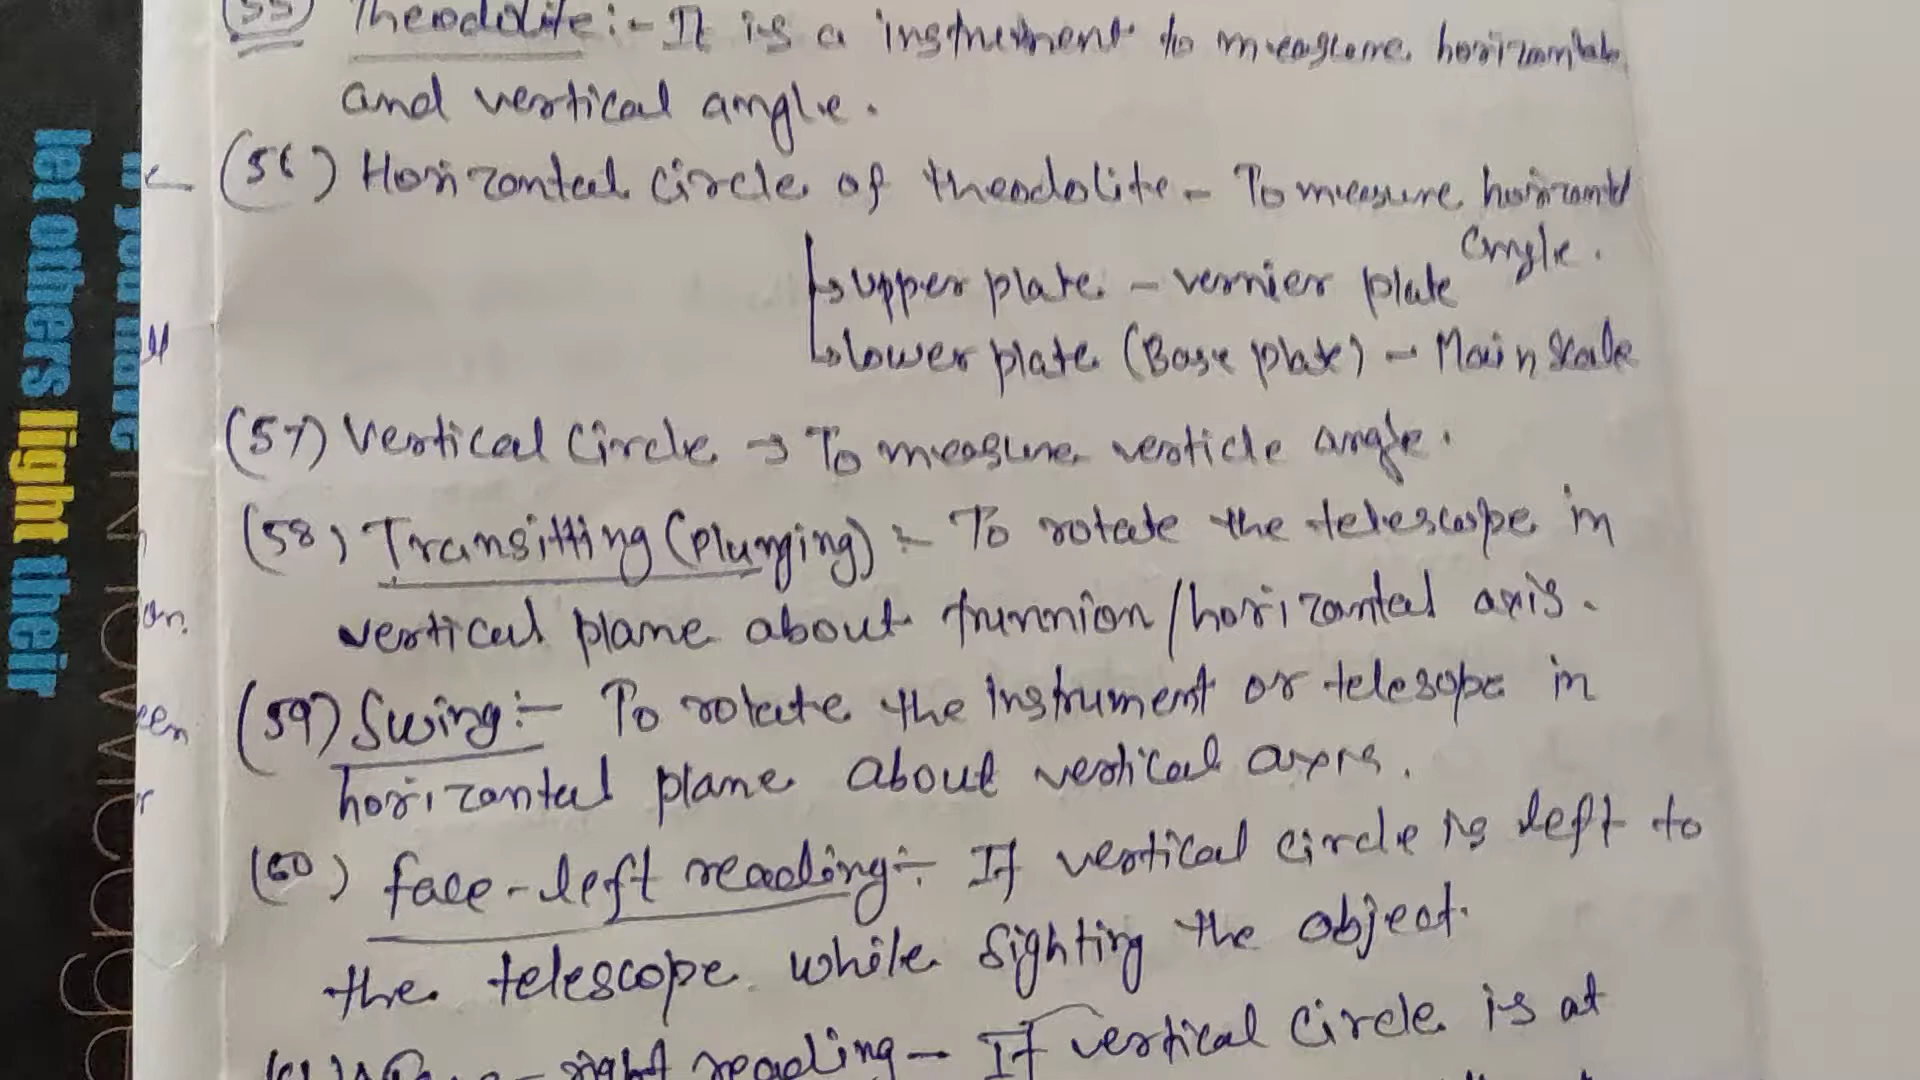 (55) Theodolite:- It is a instrument to measure horizontal
and vertical angle.
(56) Horizontal circle of theodolite - To measure horizontal
angle.
upper plate - vernier plate
lower plate (Base plate) - Main Scale
(57) Vertical Circle → To measure verticle angle.
(58) Transitting (Plunging) :- To rotate the telescope in
vertical plane about trunnion/horizontal axis.
(59) Swing:- To rotate the instrument or telesope in
horizontal plane about vertical axis.
(60) face-left reading:- If vertical circle is left to
the telescope while sighting the object.
right reading - If vertical circle is at
let others light their